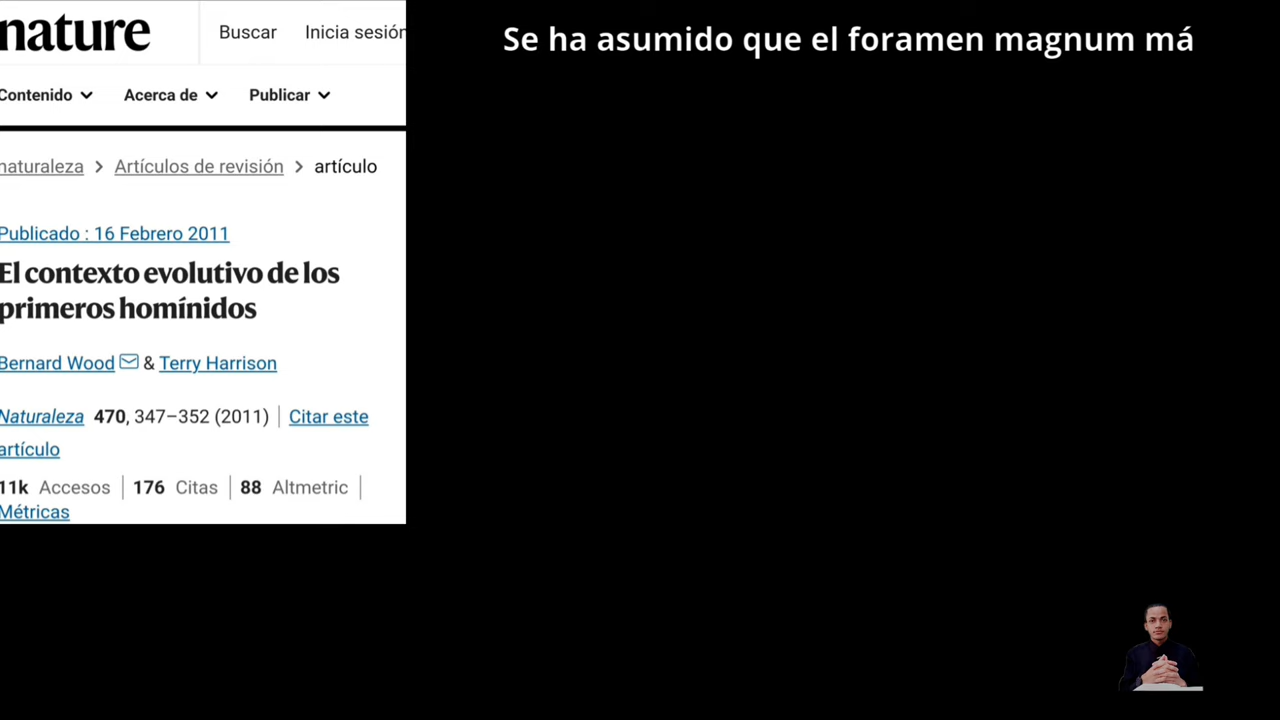 nature
Buscar
Inicia sesión
Contenido
Acerca de
Publicar
naturaleza > Artículos de revisión > artículo
Publicado : 16 Febrero 2011
El contexto evolutivo de los
primeros homínidos
Bernard Wood & Terry Harrison
Naturaleza 470, 347–352 (2011) | Citar este
artículo
11k Accesos | 176 Citas | 88 Altmetric |
Métricas
Se ha asumido que el foramen magnum má